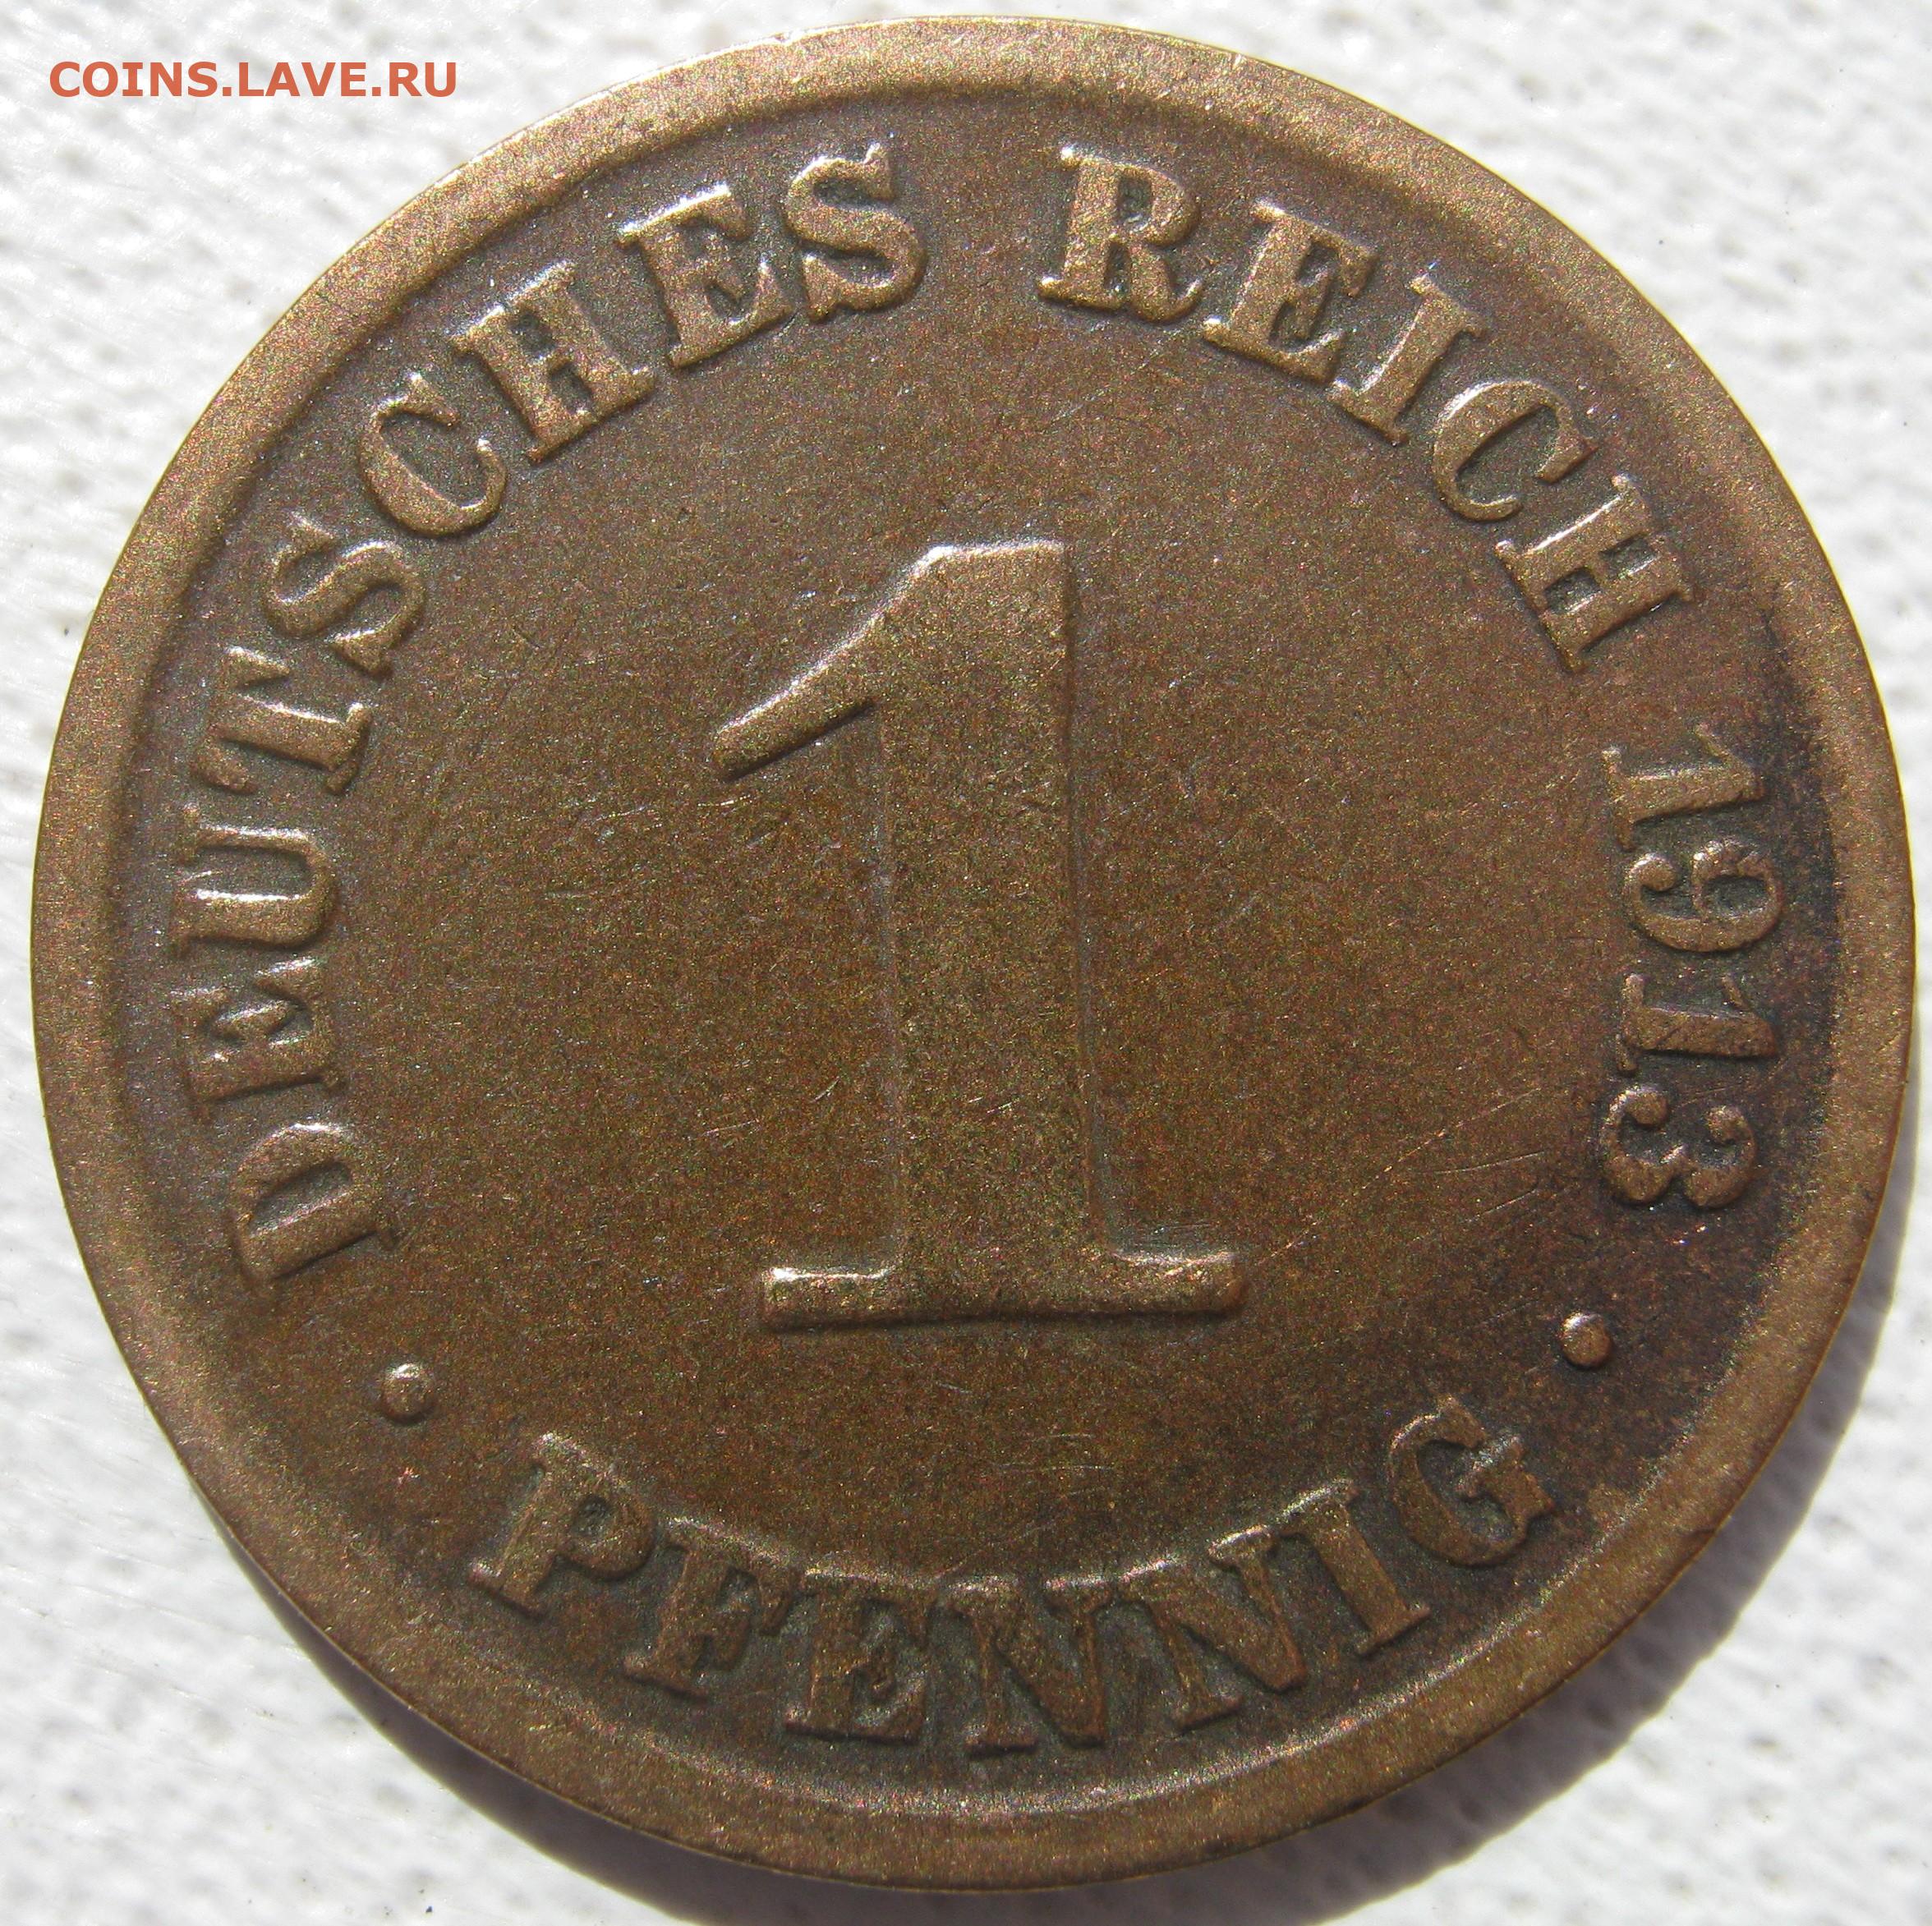 COINS.LAVE.RU
DEUTSCHES REICH 1913
1
• PFENNIG •